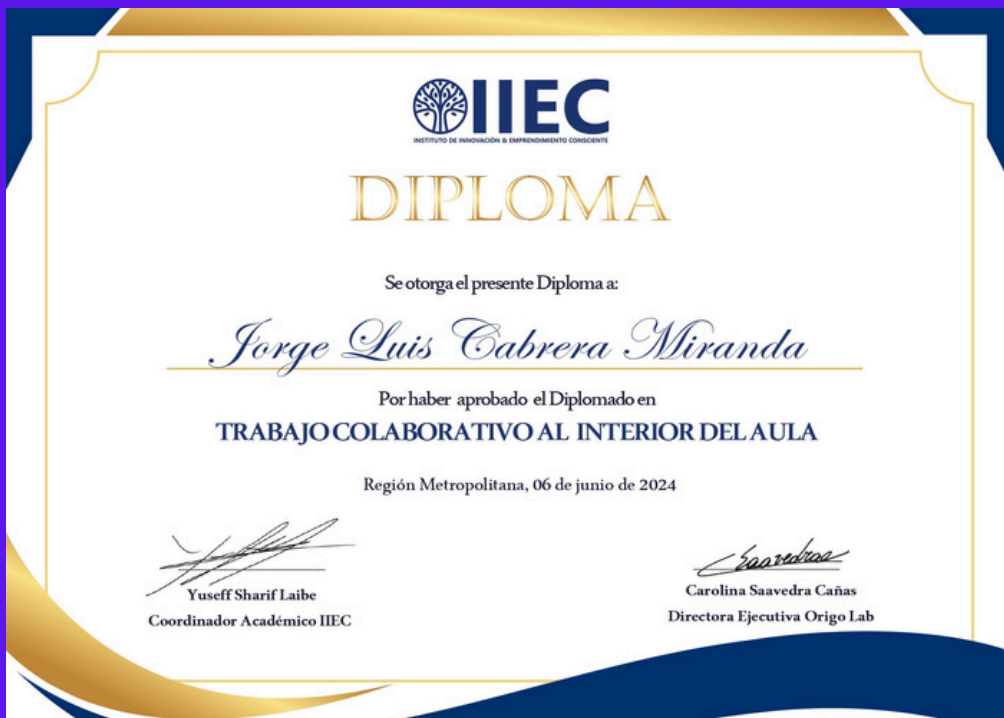 IIEC
INSTITUTO DE INNOVACIÓN & EMPRENDIMIENTO CONSCIENTE
DIPLOMA
Se otorga el presente Diploma a:
Jorge Luis Cabrera Miranda
Por haber aprobado el Diplomado en
TRABAJO COLABORATIVO AL INTERIOR DEL AULA
Región Metropolitana, 06 de junio de 2024
Saavedra
Yuseff Sharif Laibe
Coordinador Académico IIEC
Carolina Saavedra Cañas
Directora Ejecutiva Origo Lab